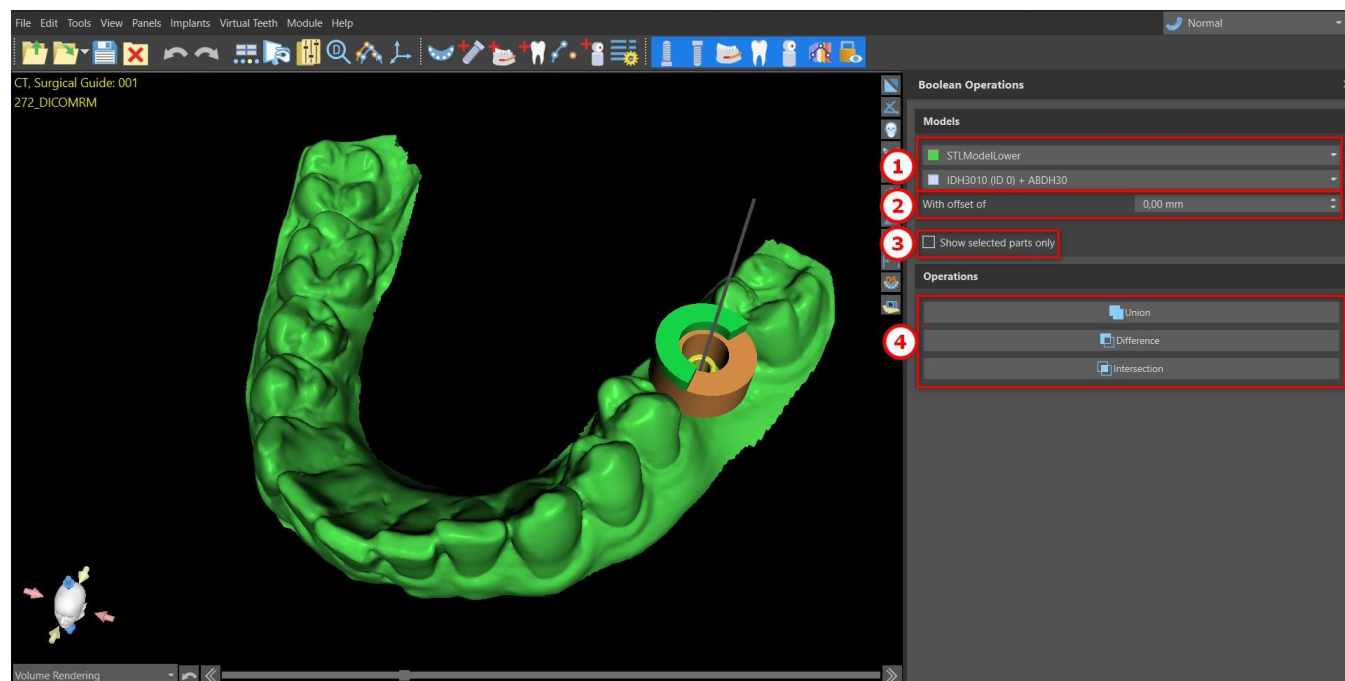 File Edit Tools View Panels Implants Virtual Teeth Module Help
Normal
CT, Surgical Guide: 001
272_DICOMRM
Boolean Operations
Models
1
STLModelLower
IDH3010 (ID 0) + ABDH30
2
With offset of 0,00 mm
3
Show selected parts only
Operations
4
Union
Difference
Intersection
Volume Rendering